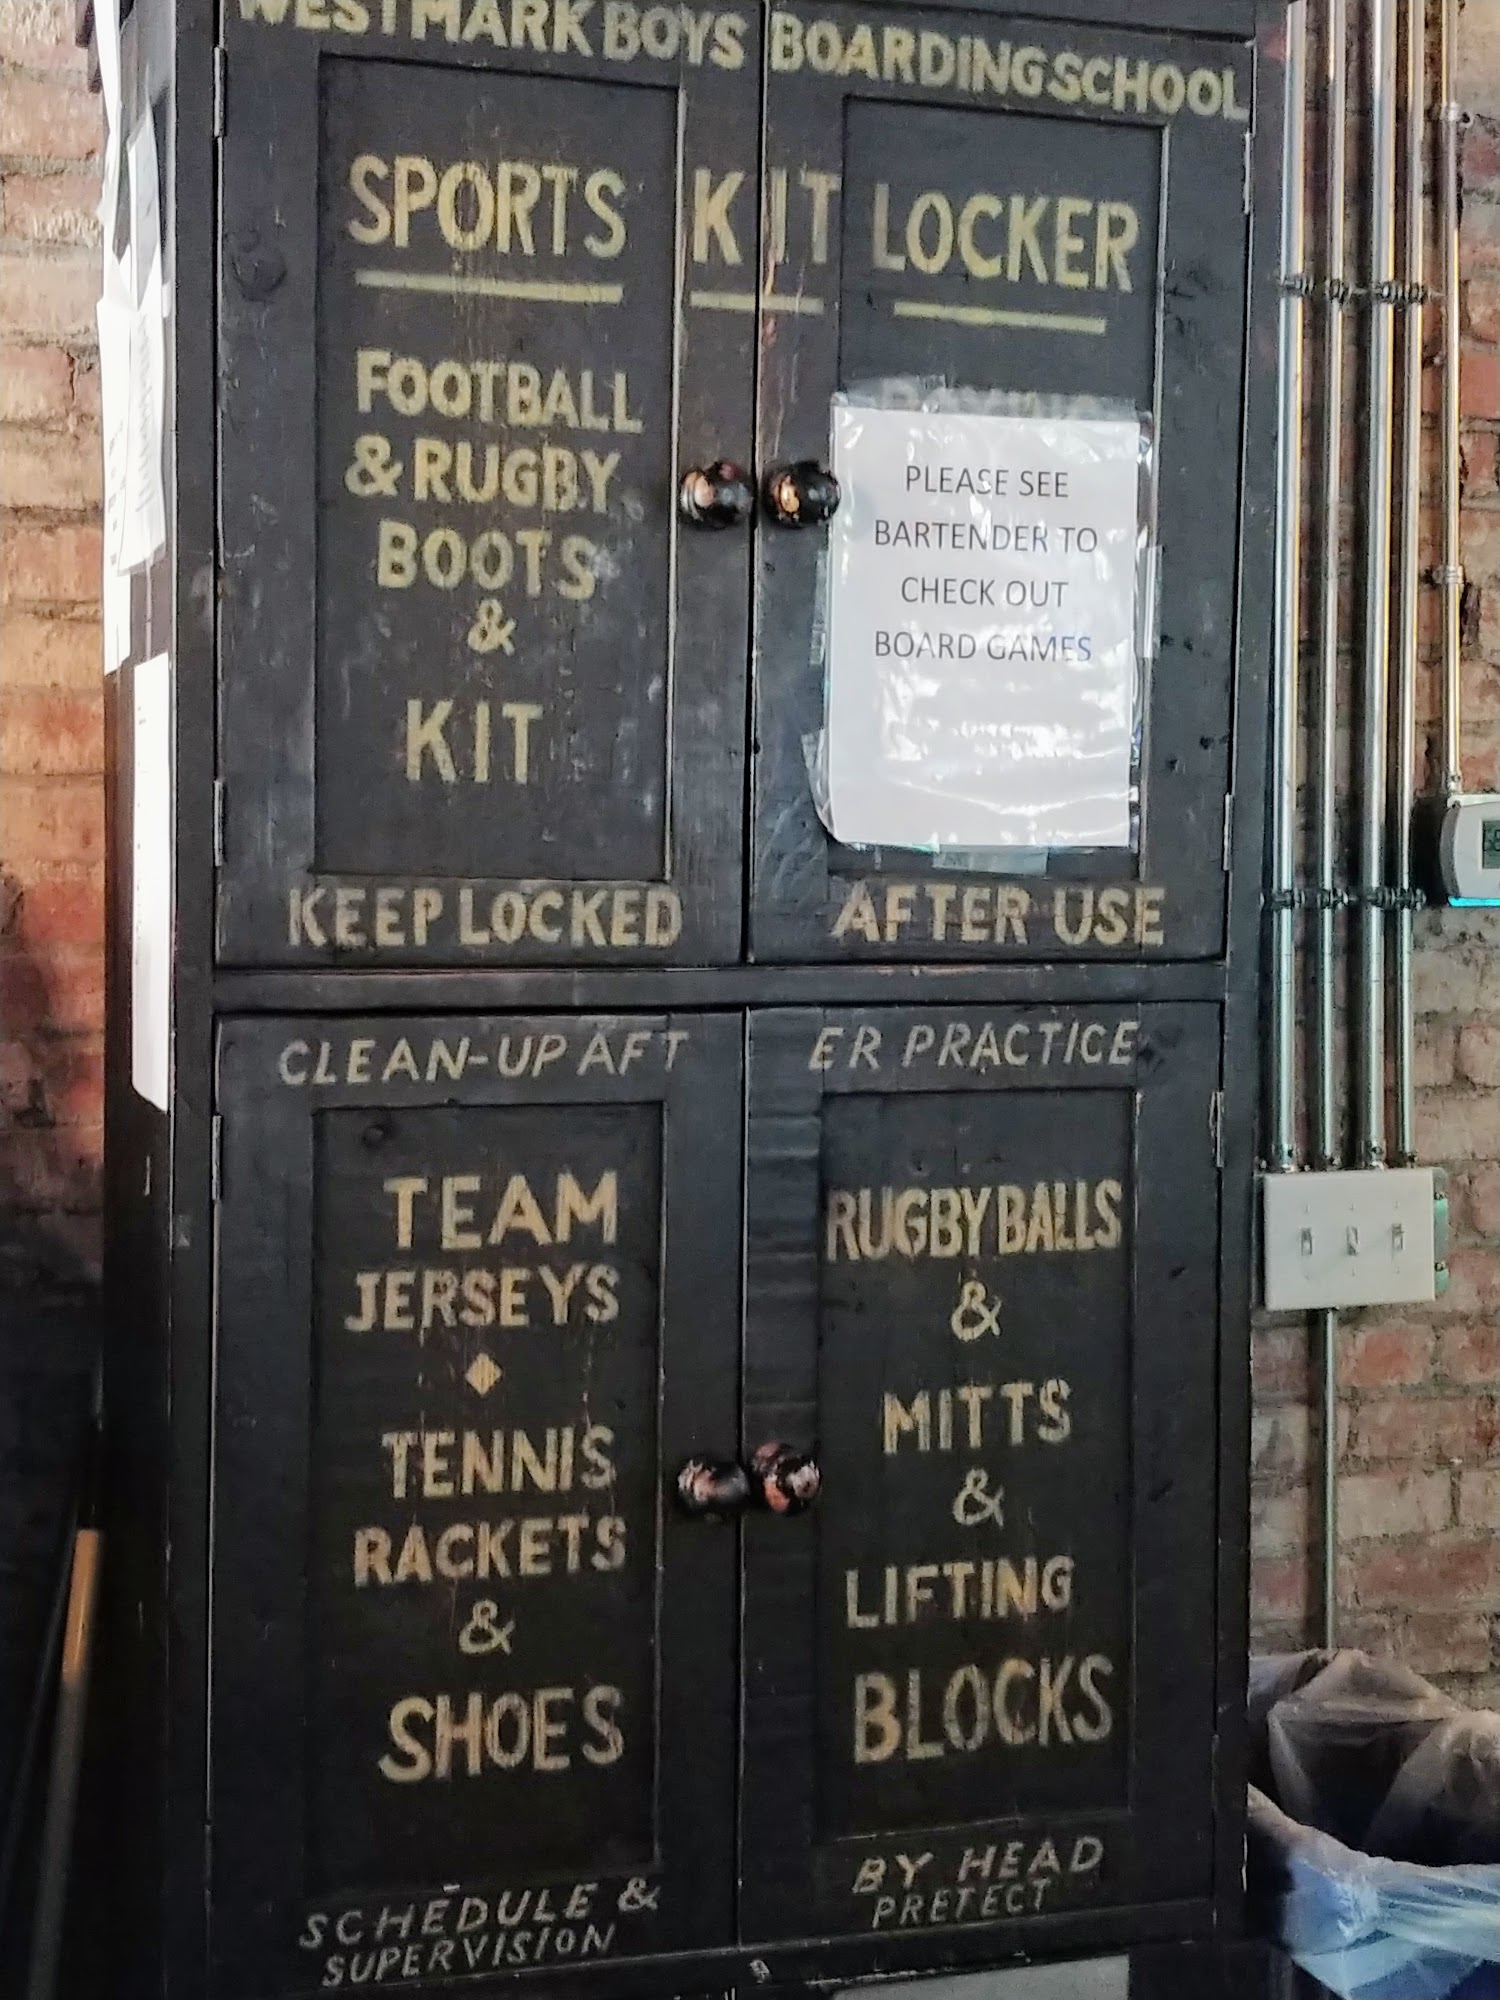 WESTMARK BOYS BOARDING SCHOOL
SPORTS KIT LOCKER
FOOTBALL
& RUGBY
BOOTS
&
KIT
PLEASE SEE
BARTENDER TO
CHECK OUT
BOARD GAMES
KEEP LOCKED AFTER USE
CLEAN-UP AFTER PRACTICE
TEAM
JERSEYS
TENNIS
RACKETS
&
SHOES
RUGBY BALLS
&
MITTS
&
LIFTING
BLOCKS
SCHEDULE &
SUPERVISION
BY HEAD
PRETECT